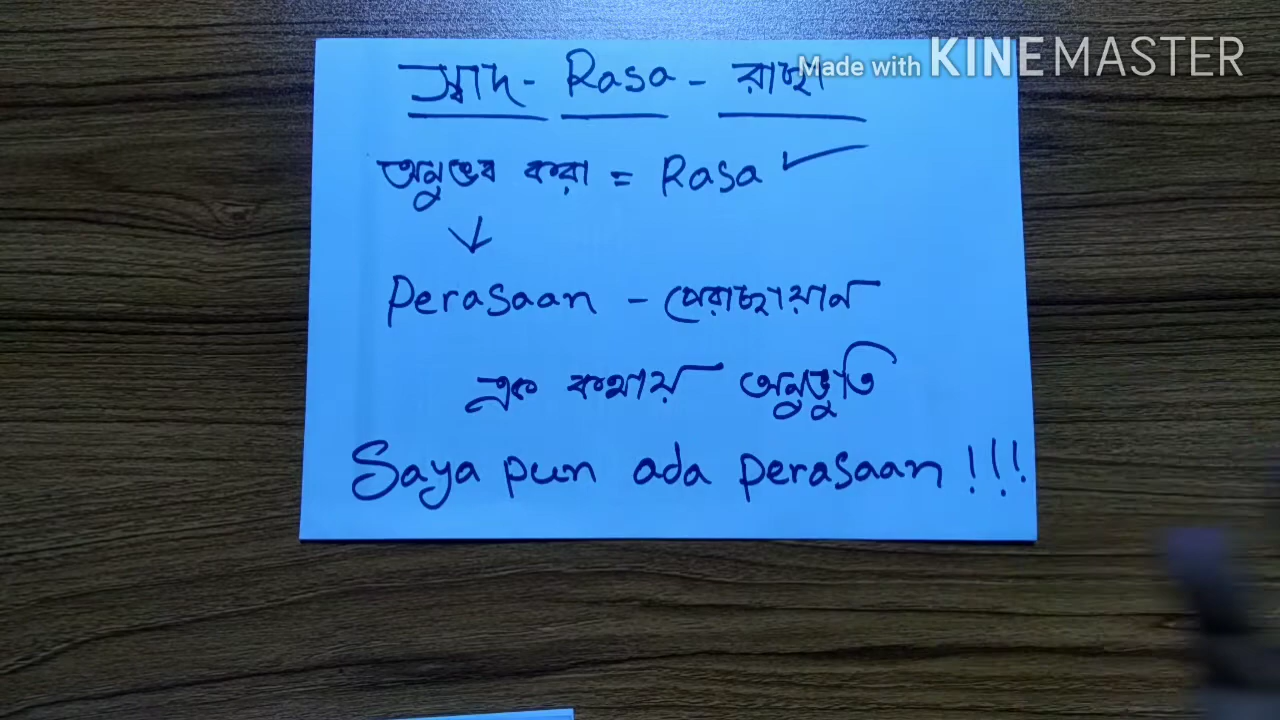 স্বাদ - Rasa - রাছা
Made with KINEMASTER
অনুভব করা = Rasa ✓
↓
Perasaan - পেরাছায়ান
এক কথায় অনুভুতি
Saya pun ada perasaan !!!